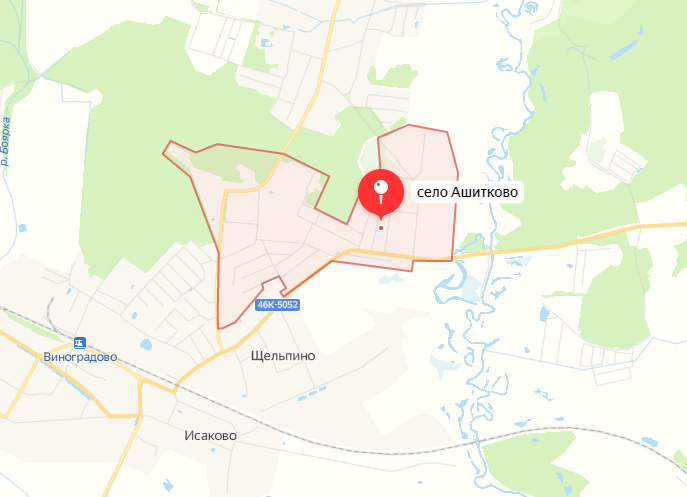 р. Боярка
село Ашитково
46К-5052
Виноградово
Щельпино
Исаково